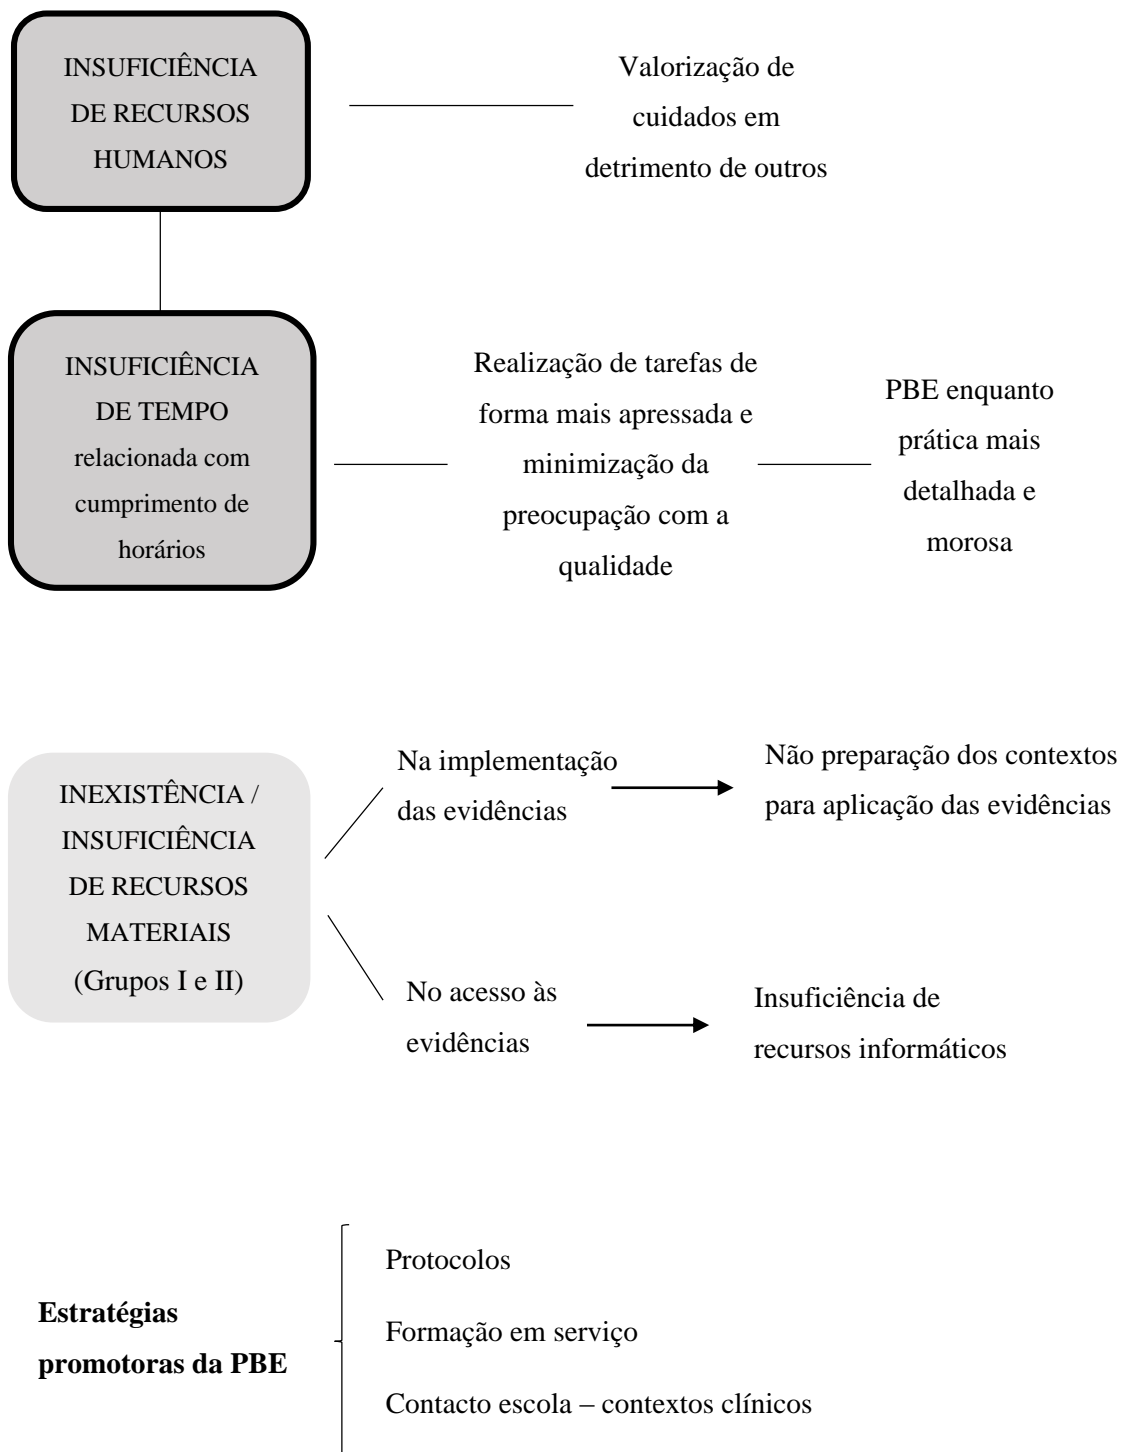 INSUFICIÊNCIA
DE RECURSOS
HUMANOS
Valorização de
cuidados em
detrimento de outros
INSUFICIÊNCIA
DE TEMPO
relacionada com
cumprimento de
horários
Realização de tarefas de
forma mais apressada e
minimização da
preocupação com a
qualidade
PBE enquanto
prática mais
detalhada e
morosa
INEXISTÊNCIA /
INSUFICIÊNCIA
DE RECURSOS
MATERIAIS
(Grupos I e II)
Na implementação
das evidências
Não preparação dos contextos
para aplicação das evidências
No acesso às
evidências
Insuficiência de
recursos informáticos
Estratégias
promotoras da PBE
Protocolos
Formação em serviço
Contacto escola – contextos clínicos